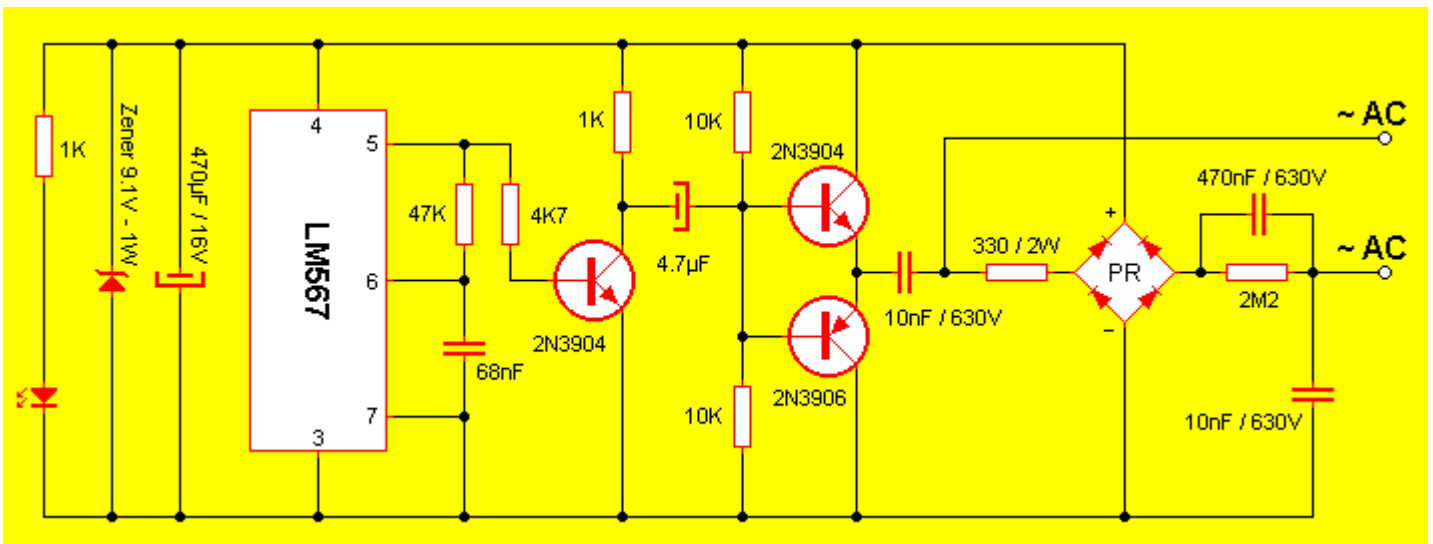 1K
Zener 9.1V - 1W
470µF / 16V
4
LM567
5
6
7
3
47K
4K7
68nF
2N3904
1K
4.7µF
10K
10K
2N3904
2N3906
10nF / 630V
330 / 2W
+
PR
−
~ AC
470nF / 630V
~ AC
2M2
10nF / 630V